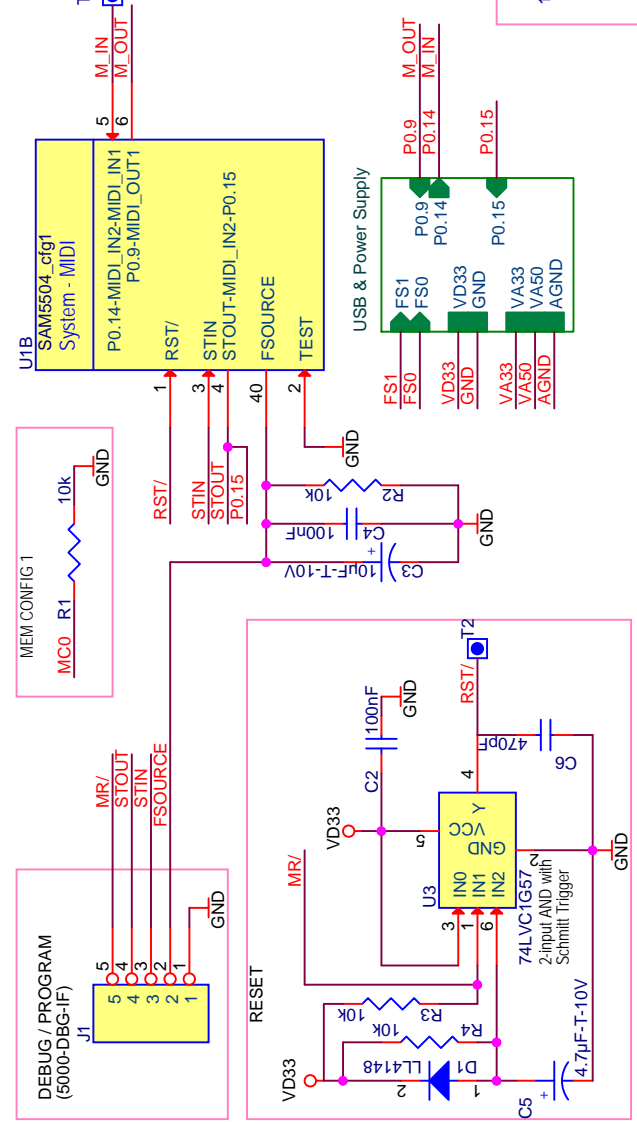 M_IN
M_OUT
5
6
U1B
SAM5504_cfg1
System - MIDI
P0.14-MIDI_IN2-MIDI_IN1
P0.9-MIDI_OUT1
RST/
STIN
STOUT-MIDI_IN2-P0.15
FSOURCE
TEST
1
3
4
40
2
RST/
STIN
STOUT
P0.15
GND
M_OUT
M_IN
P0.9
P0.14
P0.15
USB & Power Supply
P0.9
P0.14
P0.15
FS1
FS0
VD33
GND
VA33
VA50
AGND
FS1
FS0
VD33
GND
VA33
VA50
AGND
MEM CONFIG 1
MC0
R1
10k
GND
10k
R2
100nF
C4
10µF-T-10V
+
C3
GND
DEBUG / PROGRAM
(5000-DBG-IF)
J1
5
4
3
2
1
5
4
3
2
1
MR/
STOUT
STIN
FSOURCE
GND
RESET
VD33
MR/
VD33
C2
100nF
GND
RST/
T2
U3
IN0
IN1
IN2
VCC
GND
Y
3
1
6
5
4
2
74LVC1G57
2-input AND with
Schmitt Trigger
470pF
C6
GND
10k
R3
10k
R4
LL4148
D1
2
1
C5
+
4.7µF-T-10V